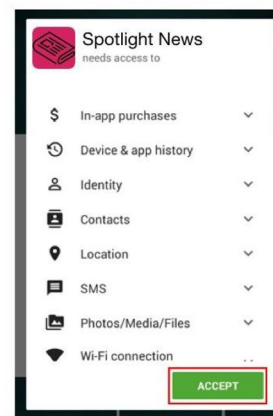 Spotlight News
needs access to
$ In-app purchases
Device & app history
Identity
Contacts
Location
SMS
Photos/Media/Files
Wi-Fi connection
ACCEPT